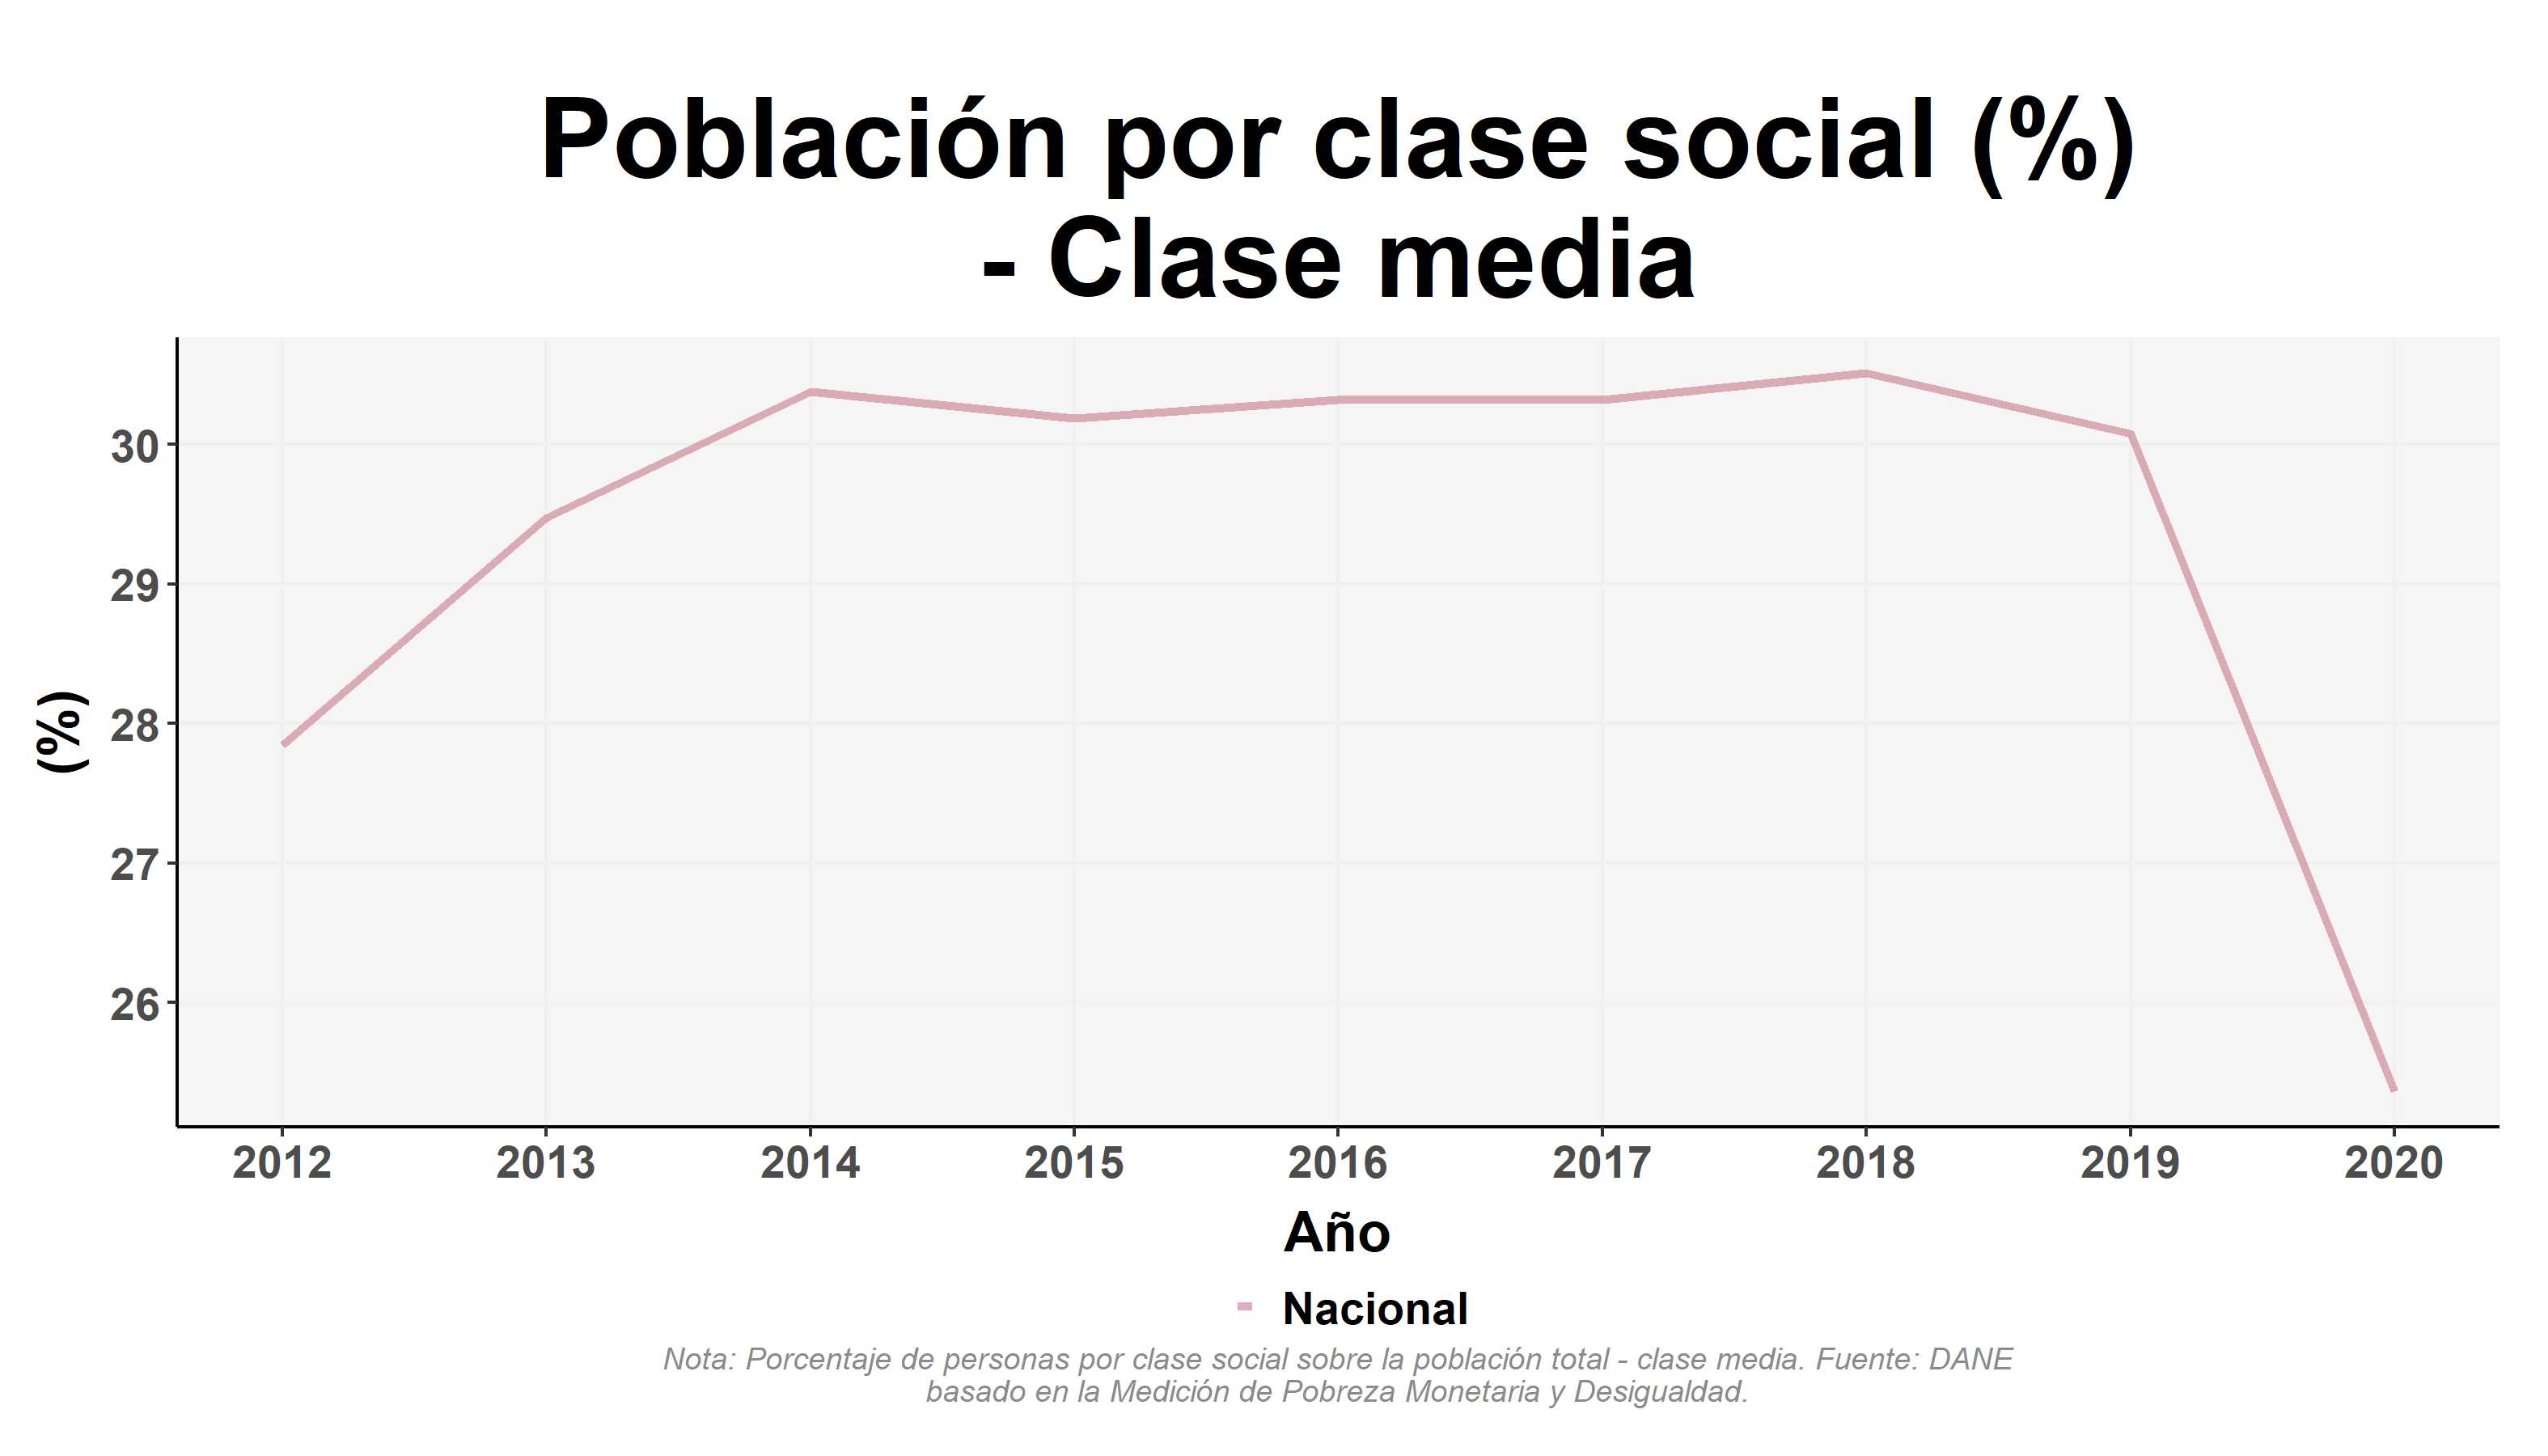 Población por clase social (%)
- Clase media
(%)
30
29
28
27
26
2012 2013 2014 2015 2016 2017 2018 2019 2020
Año
Nacional
Nota: Porcentaje de personas por clase social sobre la población total - clase media. Fuente: DANE
basado en la Medición de Pobreza Monetaria y Desigualdad.